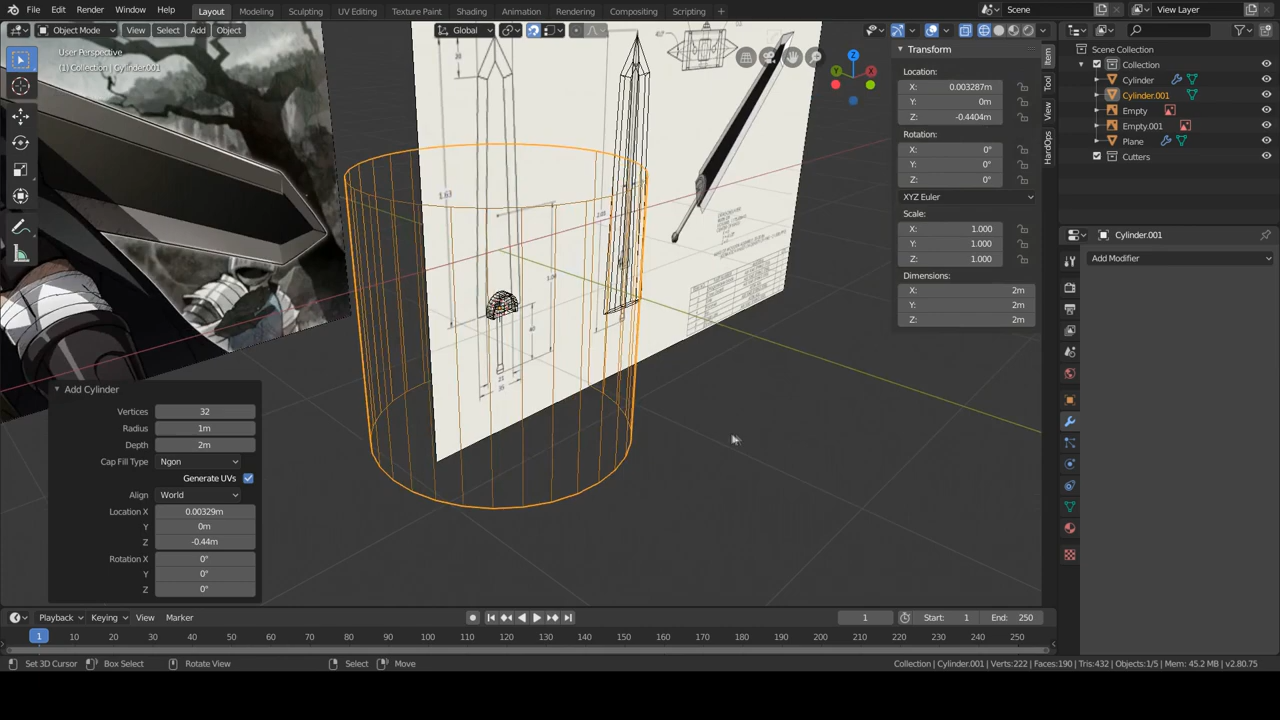 File Edit Render Window Help Layout Modeling Sculpting UV Editing Texture Paint Shading Animation Rendering Compositing Scripting + Scene View Layer
Object Mode View Select Add Object Global
User Perspective
(1) Collection | Cylinder.001
Transform
Location:
X: 0.003287m
Y: 0m
Z: -0.4404m
Rotation:
X: 0°
Y: 0°
Z: 0°
XYZ Euler
Scale:
X: 1.000
Y: 1.000
Z: 1.000
Dimensions:
X: 2m
Y: 2m
Z: 2m
Item
Tool
View
HardOps
Z
Y
X
Scene Collection
Collection
Cylinder
Cylinder.001
Empty
Empty.001
Plane
Cutters
Cylinder.001
Add Modifier
1.63
40
21
35
Add Cylinder
Vertices 32
Radius 1m
Depth 2m
Cap Fill Type Ngon
Generate UVs
Align World
Location X 0.00329m
Y 0m
Z -0.44m
Rotation X 0°
Y 0°
Z 0°
Playback Keying View Marker 1 Start: 1 End: 250
1 10 20 30 40 50 60 70 80 90 100 110 120 130 140 150 160 170 180 190 200 210 220 230 240 250
Set 3D Cursor Box Select Rotate View Select Move Collection | Cylinder.001 | Verts:222 | Faces:190 | Tris:432 | Objects:1/5 | Mem: 45.2 MB | v2.80.75